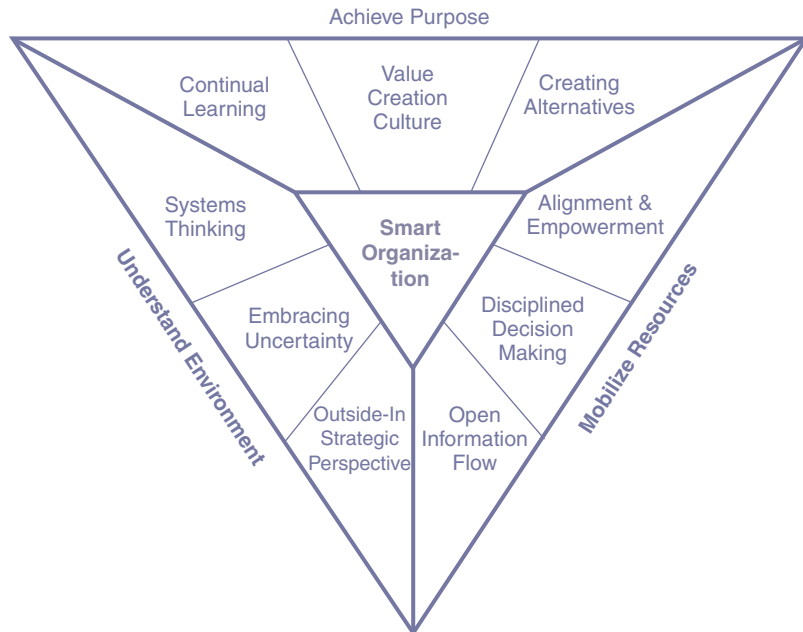 Achieve Purpose
Continual
Learning
Value
Creation
Culture
Creating
Alternatives
Systems
Thinking
Smart
Organiza-
tion
Alignment &
Empowerment
Understand Environment
Embracing
Uncertainty
Disciplined
Decision
Making
Mobilize Resources
Outside-In
Strategic
Perspective
Open
Information
Flow